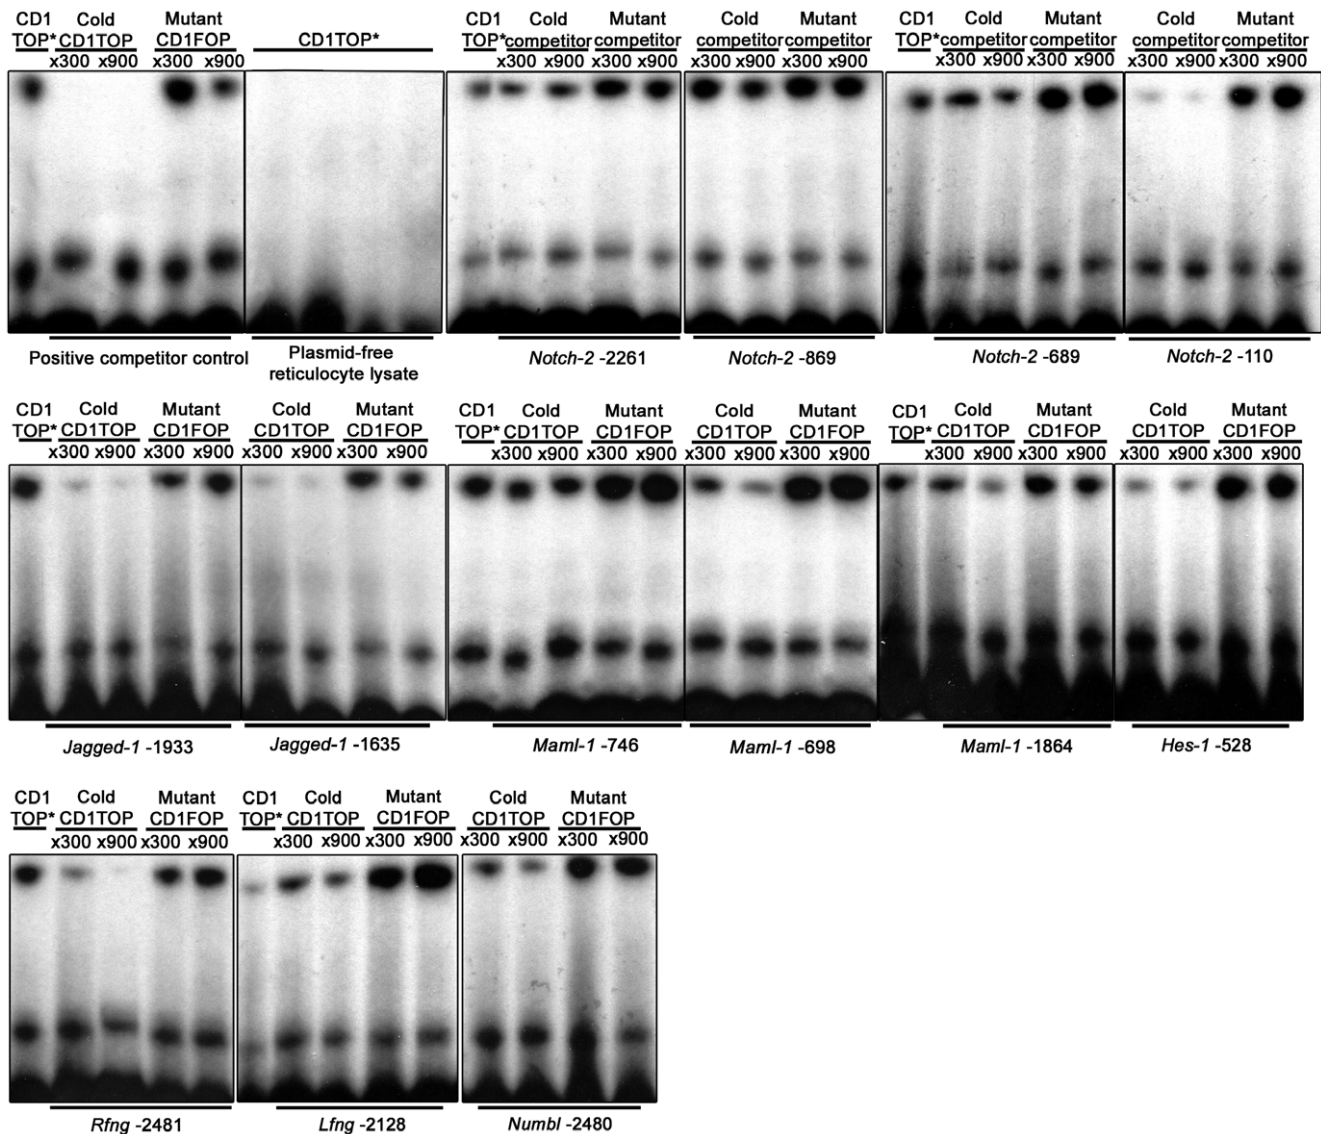 CD1 Cold Mutant
TOP* CD1TOP CD1FOP CD1TOP*
x300 x900 x300 x900
Positive competitor control
Plasmid-free
reticulocyte lysate
CD1 Cold Mutant Cold Mutant
TOP* competitor competitor competitor competitor
x300 x900 x300 x900 x300 x900 x300 x900
Notch-2 -2261 Notch-2 -869
CD1 Cold Mutant Cold Mutant
TOP* competitor competitor competitor competitor
x300 x900 x300 x900 x300 x900 x300 x900
Notch-2 -689 Notch-2 -110
CD1 Cold Mutant Cold Mutant
TOP* CD1TOP CD1FOP CD1TOP CD1FOP
x300 x900 x300 x900 x300 x900 x300 x900
Jagged-1 -1933 Jagged-1 -1635
CD1 Cold Mutant Cold Mutant
TOP* CD1TOP CD1FOP CD1TOP CD1FOP
x300 x900 x300 x900 x300 x900 x300 x900
Maml-1 -746 Maml-1 -698
CD1 Cold Mutant Cold Mutant
TOP* CD1TOP CD1FOP CD1TOP CD1FOP
x300 x900 x300 x900 x300 x900 x300 x900
Maml-1 -1864 Hes-1 -528
CD1 Cold Mutant
TOP* CD1TOP CD1FOP
x300 x900 x300 x900
Rfng -2481
CD1 Cold Mutant
TOP* CD1TOP CD1FOP
x300 x900 x300 x900
Lfng -2128
Cold Mutant
CD1TOP CD1FOP
x300 x900 x300 x900
Numbl -2480